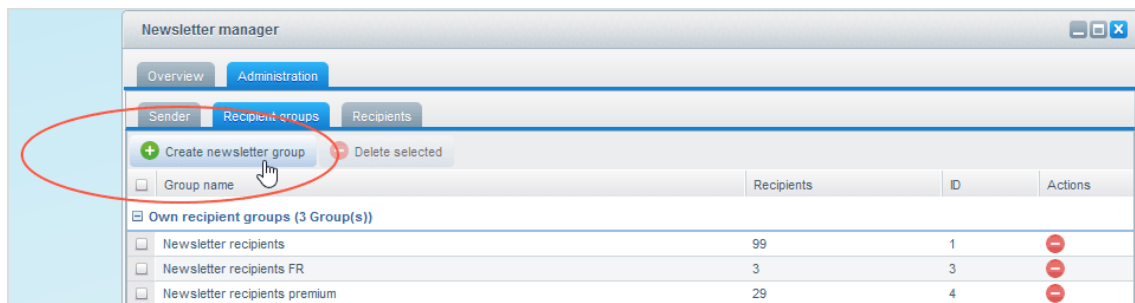 Newsletter manager
Overview Administration
Sender Recipient groups Recipients
Create newsletter group Delete selected
Group name Recipients ID Actions
Own recipient groups (3 Group(s))
Newsletter recipients 99 1
Newsletter recipients FR 3 3
Newsletter recipients premium 29 4